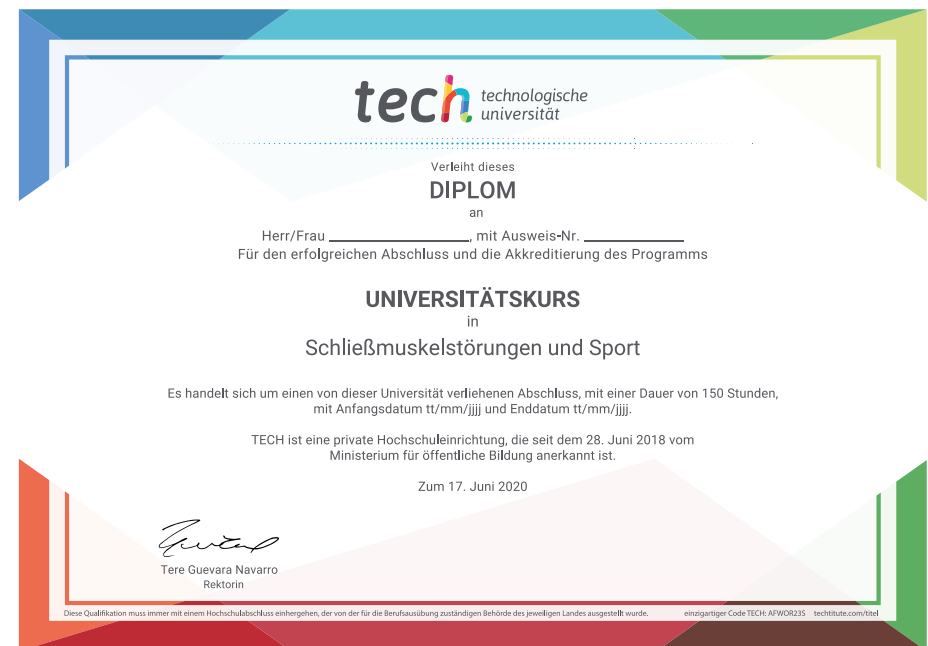 tech technologische
universität
Verleiht dieses
DIPLOM
an
Herr/Frau ____________________, mit Ausweis-Nr. ______________
Für den erfolgreichen Abschluss und die Akkreditierung des Programms
UNIVERSITÄTSKURS
in
Schließmuskelstörungen und Sport
Es handelt sich um einen von dieser Universität verliehenen Abschluss, mit einer Dauer von 150 Stunden,
mit Anfangsdatum tt/mm/jjjj und Enddatum tt/mm/jjjj.
TECH ist eine private Hochschuleinrichtung, die seit dem 28. Juni 2018 vom
Ministerium für öffentliche Bildung anerkannt ist.
Zum 17. Juni 2020
Tere Guevara Navarro
Rektorin
Diese Qualifikation muss immer mit einem Hochschulabschluss einhergehen, der von der für die Berufsausübung zuständigen Behörde des jeweiligen Landes ausgestellt wurde. einzigartiger Code TECH: AFWOR23S techtitute.com/titel